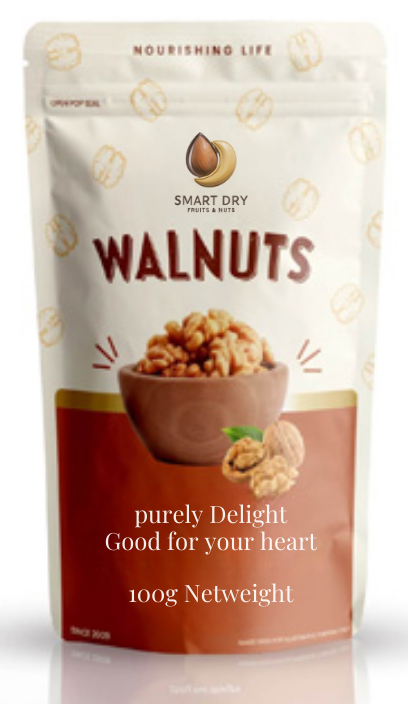 NOURISHING LIFE
SMART DRY
FRUITS & NUTS
WALNUTS
purely Delight
Good for your heart
100g Netweight